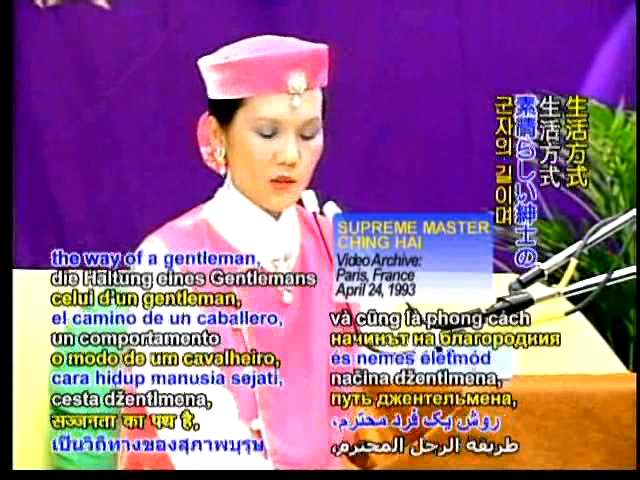 生活方式
生活方式
素晴らしい紳士の
군자의 길이며
SUPREME MASTER
CHING HAI
Video Archive:
Paris, France
April 24, 1993
the way of a gentleman,
die Haltung eines Gentlemans
celui d'un gentleman,
el camino de un caballero,
un comportamento
o modo de um cavalheiro,
cara hidup manusia sejati,
cesta džentlmena,
सज्जनता का पथ है,
เป็นวิถีทางของสุภาพบุรุษ
và cũng là phong cách
начинът на благородния
és nemes életmód
načina džentlmena,
путь джентельмена,
روش یک فرد محترم،
طريقة الرجل المحترم،